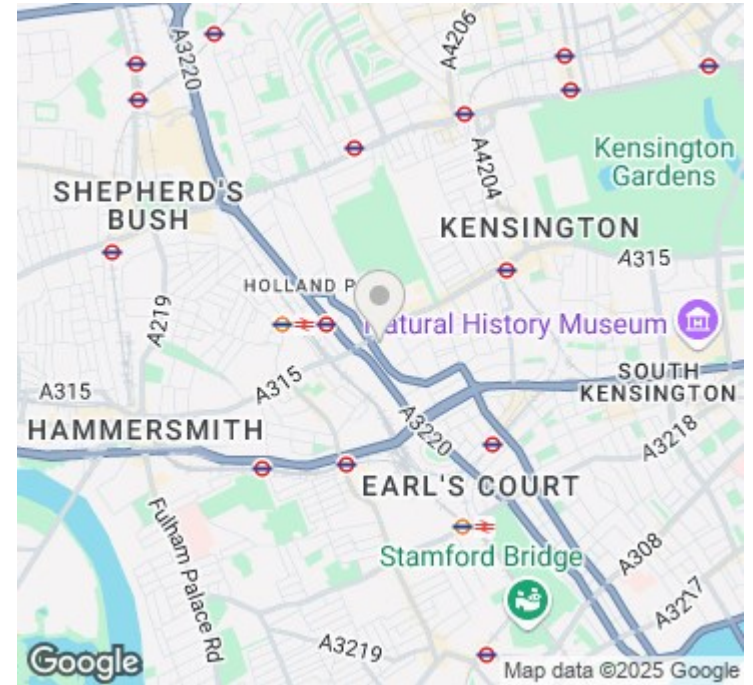 A3220
A4206
A4204
Kensington
Gardens
SHEPHERD'S
BUSH
KENSINGTON
A315
A219
HOLLAND P
Natural History Museum
SOUTH
KENSINGTON
A315
A315
HAMMERSMITH
A3220
A3218
EARL'S COURT
Fulham Palace Rd
Stamford Bridge
A308
A3217
A3219
Google
Map data ©2025 Google